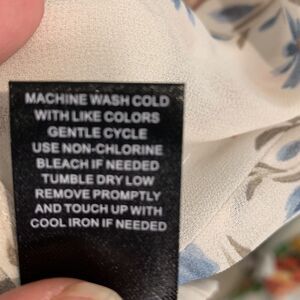 MACHINE WASH COLD
WITH LIKE COLORS
GENTLE CYCLE
USE NON-CHLORINE
BLEACH IF NEEDED
TUMBLE DRY LOW
REMOVE PROMPTLY
AND TOUCH UP WITH
COOL IRON IF NEEDED